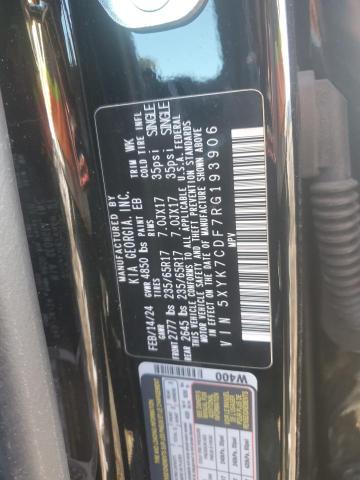 MANUFACTURED BY
KIA GEORGIA, INC.
FEB/14/24 GVWR 4850 lbs PAINT EB TRIM WK
GAWR TIRES RIMS COLD TIRE INFL
FRONT 2777 lbs 235/65R17 7.0JX17 35psi SINGLE
REAR 2645 lbs 235/65R17 7.0JX17 35psi SINGLE
THIS VEHICLE CONFORMS TO ALL APPLICABLE U.S.A. FEDERAL
MOTOR VEHICLE SAFETY AND THEFT PREVENTION STANDARDS
IN EFFECT ON THE DATE OF MANUFACTURE SHOWN ABOVE.
VIN 5XYK7CDF7RG193906
MPV
W400